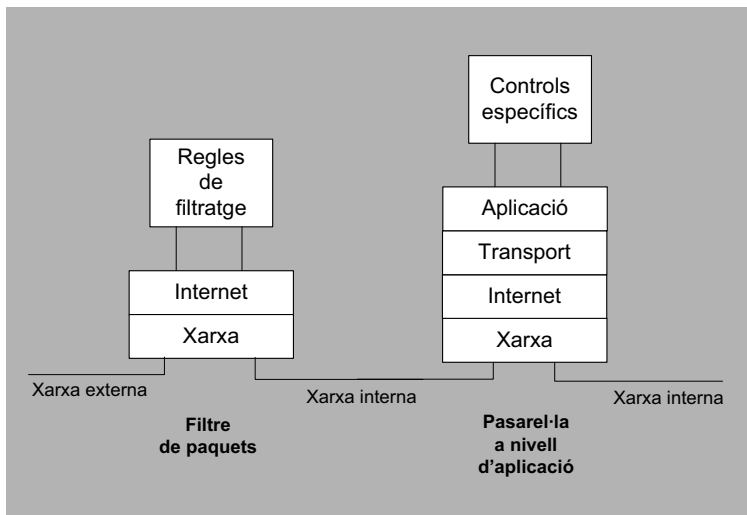 Controls
específics
Regles
de
filtratge
Aplicació
Transport
Internet
Xarxa
Internet
Xarxa
Xarxa externa
Xarxa interna
Xarxa interna
Filtre
de paquets
Pasarel·la
a nivell
d'aplicació